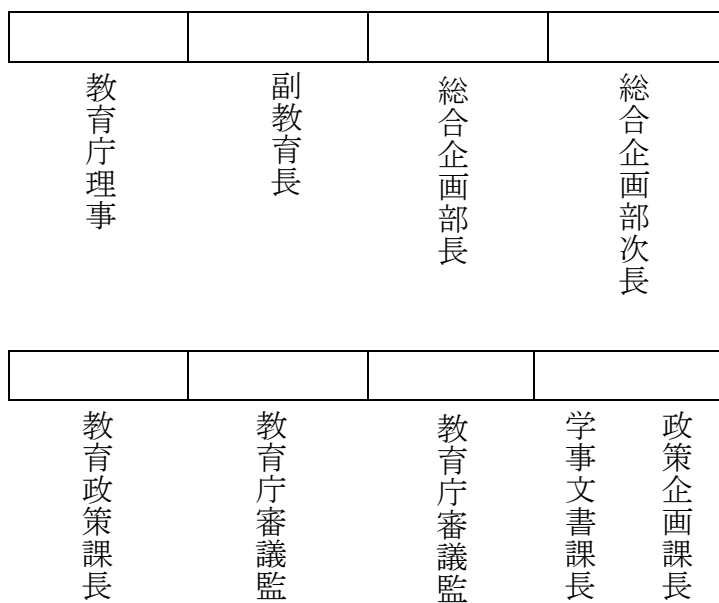 総合企画部次長
総合企画部長
副教育長
教育庁理事
政策企画課長
学事文書課長
教育庁審議監
教育庁審議監
教育政策課長